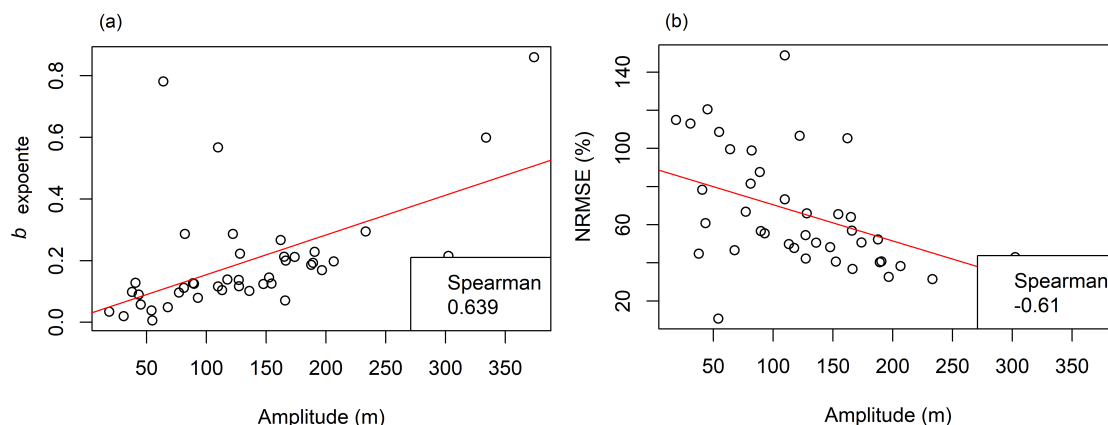 (a)
b expoente
0.8
0.6
0.4
0.2
0.0
50 100 150 200 250 300 350
Amplitude (m)
Spearman
0.639
(b)
NRMSE (%)
140
100
60
20
50 100 150 200 250 300 350
Amplitude (m)
Spearman
-0.61